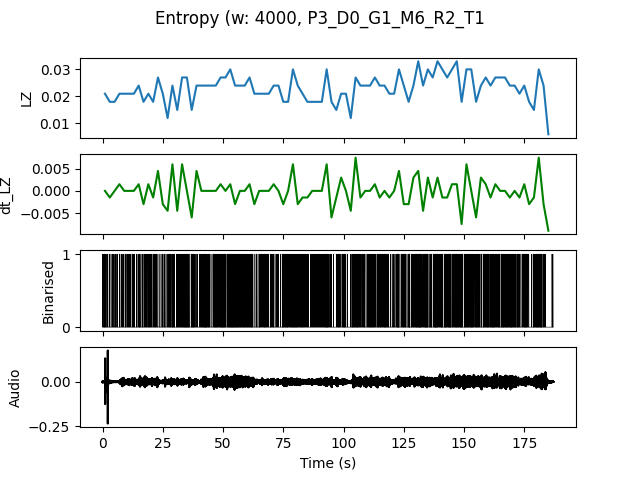 Entropy (w: 4000, P3_D0_G1_M6_R2_T1
0.03
0.02
0.01
LZ
0.005
0.000
−0.005
dt_LZ
1
0
Binarised
0.00
−0.25
Audio
0 25 50 75 100 125 150 175
Time (s)